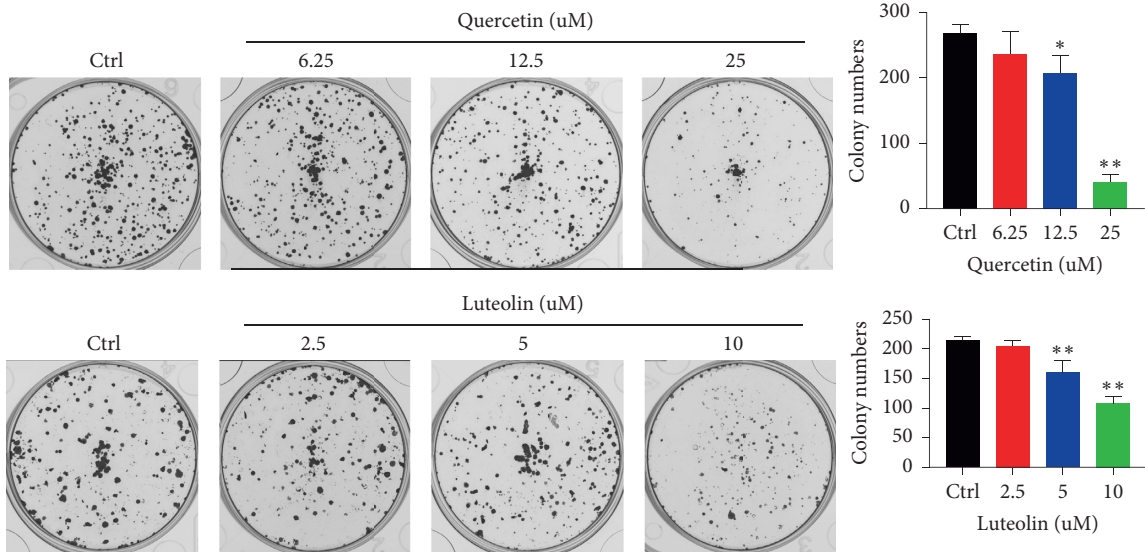 Quercetin (uM)
Ctrl 6.25 12.5 25
300
200
100
0
Colony numbers
*
**
Ctrl 6.25 12.5 25
Quercetin (uM)
Luteolin (uM)
Ctrl 2.5 5 10
250
200
150
100
50
0
Colony numbers
**
**
Ctrl 2.5 5 10
Luteolin (uM)